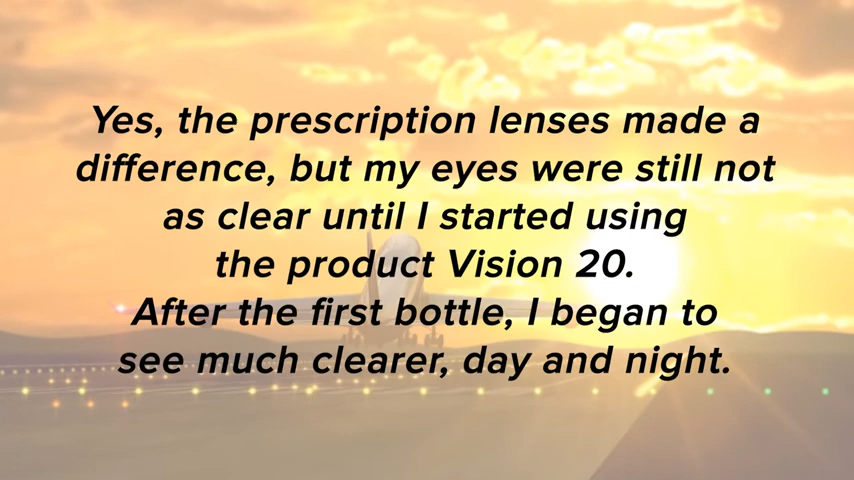 Yes, the prescription lenses made a
difference, but my eyes were still not
as clear until I started using
the product Vision 20.
After the first bottle, I began to
see much clearer, day and night.